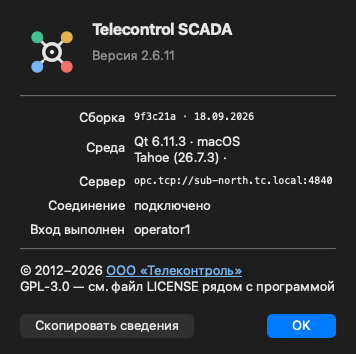 Telecontrol SCADA
Версия 2.6.11
Сборка 9f3c21a · 18.09.2026
Среда Qt 6.11.3 · macOS
Tahoe (26.7.3) ·
Сервер opc.tcp://sub-north.tc.local:4840
Соединение подключено
Вход выполнен operator1
© 2012–2026 ООО «Телеконтроль»
GPL-3.0 — см. файл LICENSE рядом с программой
Скопировать сведения OK